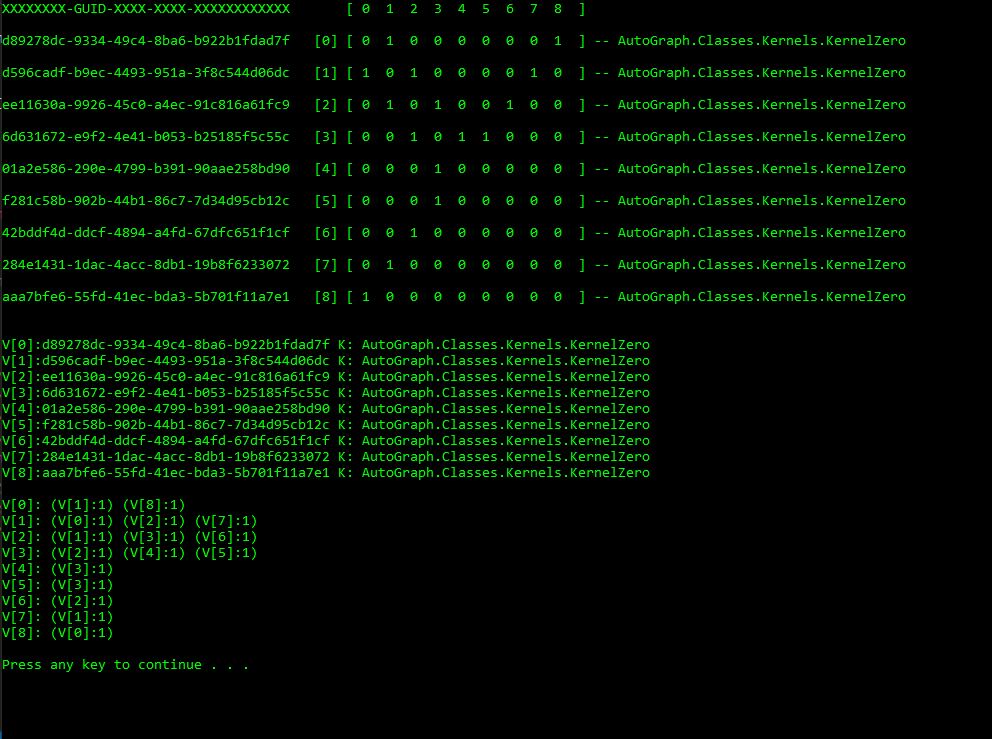 XXXXXXXX-GUID-XXXX-XXXX-XXXXXXXXXXXX [ 0 1 2 3 4 5 6 7 8 ]
d89278dc-9334-49c4-8ba6-b922b1fdad7f [0] [ 0 1 0 0 0 0 0 0 1 ] -- AutoGraph.Classes.Kernels.KernelZero
d596cadf-b9ec-4493-951a-3f8c544d06dc [1] [ 1 0 1 0 0 0 0 1 0 ] -- AutoGraph.Classes.Kernels.KernelZero
ee11630a-9926-45c0-a4ec-91c816a61fc9 [2] [ 0 1 0 1 0 0 1 0 0 ] -- AutoGraph.Classes.Kernels.KernelZero
6d631672-e9f2-4e41-b053-b25185f5c55c [3] [ 0 0 1 0 1 1 0 0 0 ] -- AutoGraph.Classes.Kernels.KernelZero
01a2e586-290e-4799-b391-90aae258bd90 [4] [ 0 0 0 1 0 0 0 0 0 ] -- AutoGraph.Classes.Kernels.KernelZero
f281c58b-902b-44b1-86c7-7d34d95cb12c [5] [ 0 0 0 1 0 0 0 0 0 ] -- AutoGraph.Classes.Kernels.KernelZero
42bddf4d-ddcf-4894-a4fd-67dfc651f1cf [6] [ 0 0 1 0 0 0 0 0 0 ] -- AutoGraph.Classes.Kernels.KernelZero
284e1431-1dac-4acc-8db1-19b8f6233072 [7] [ 0 1 0 0 0 0 0 0 0 ] -- AutoGraph.Classes.Kernels.KernelZero
aaa7bfe6-55fd-41ec-bda3-5b701f11a7e1 [8] [ 1 0 0 0 0 0 0 0 0 ] -- AutoGraph.Classes.Kernels.KernelZero
V[0]:d89278dc-9334-49c4-8ba6-b922b1fdad7f K: AutoGraph.Classes.Kernels.KernelZero
V[1]:d596cadf-b9ec-4493-951a-3f8c544d06dc K: AutoGraph.Classes.Kernels.KernelZero
V[2]:ee11630a-9926-45c0-a4ec-91c816a61fc9 K: AutoGraph.Classes.Kernels.KernelZero
V[3]:6d631672-e9f2-4e41-b053-b25185f5c55c K: AutoGraph.Classes.Kernels.KernelZero
V[4]:01a2e586-290e-4799-b391-90aae258bd90 K: AutoGraph.Classes.Kernels.KernelZero
V[5]:f281c58b-902b-44b1-86c7-7d34d95cb12c K: AutoGraph.Classes.Kernels.KernelZero
V[6]:42bddf4d-ddcf-4894-a4fd-67dfc651f1cf K: AutoGraph.Classes.Kernels.KernelZero
V[7]:284e1431-1dac-4acc-8db1-19b8f6233072 K: AutoGraph.Classes.Kernels.KernelZero
V[8]:aaa7bfe6-55fd-41ec-bda3-5b701f11a7e1 K: AutoGraph.Classes.Kernels.KernelZero
V[0]: (V[1]:1) (V[8]:1)
V[1]: (V[0]:1) (V[2]:1) (V[7]:1)
V[2]: (V[1]:1) (V[3]:1) (V[6]:1)
V[3]: (V[2]:1) (V[4]:1) (V[5]:1)
V[4]: (V[3]:1)
V[5]: (V[3]:1)
V[6]: (V[2]:1)
V[7]: (V[1]:1)
V[8]: (V[0]:1)
Press any key to continue . . .